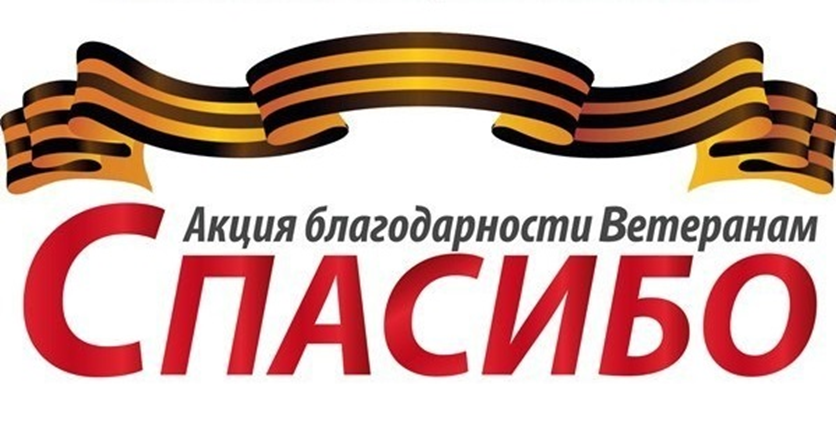 Акция благодарности Ветеранам
СПАСИБО